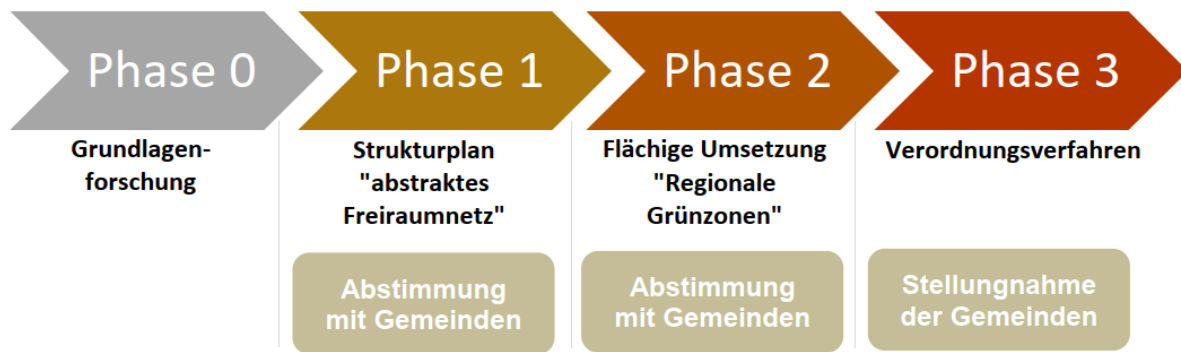 Phase 0
Phase 1
Phase 2
Phase 3
Grundlagen-
forschung
Strukturplan
"abstraktes
Freiraumnetz"
Flächige Umsetzung
"Regionale
Grünzonen"
Verordnungsverfahren
Abstimmung
mit Gemeinden
Abstimmung
mit Gemeinden
Stellungnahme
der Gemeinden